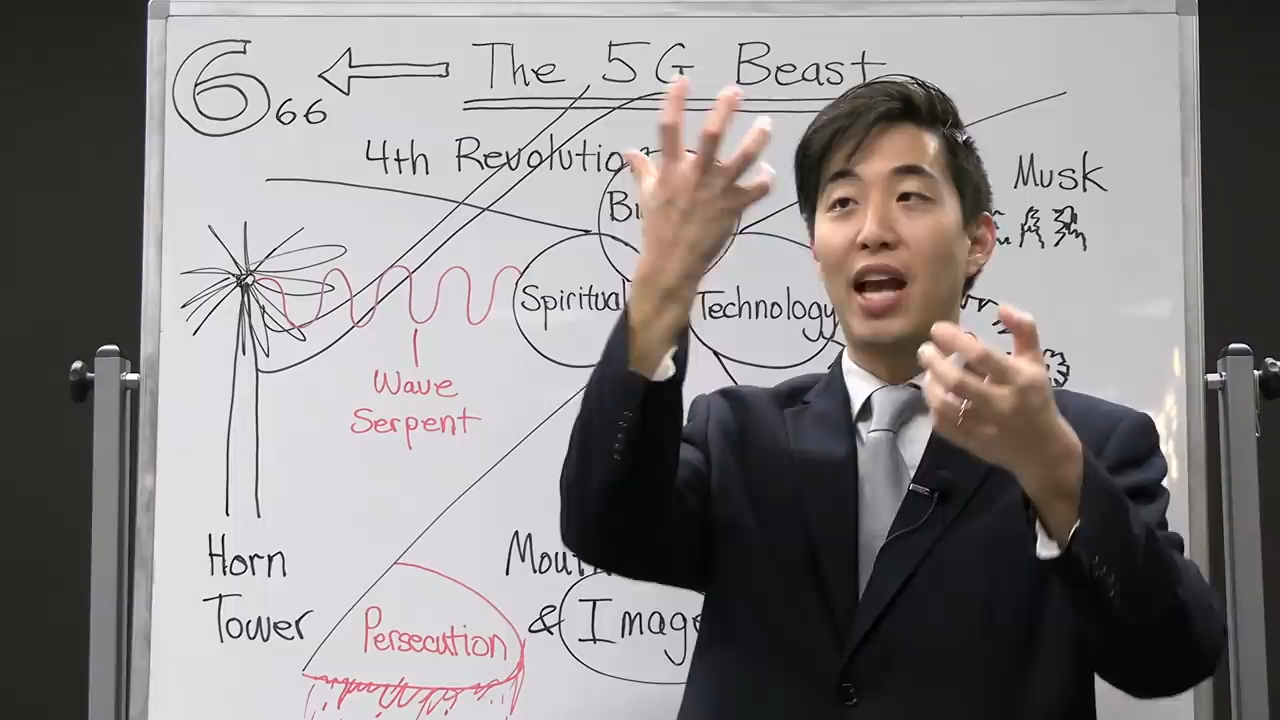 666
The 5G Beast
4th Revolution
Musk
Spiritual
Technology
Wave
Serpent
Horn
Tower
& Image
Persecution